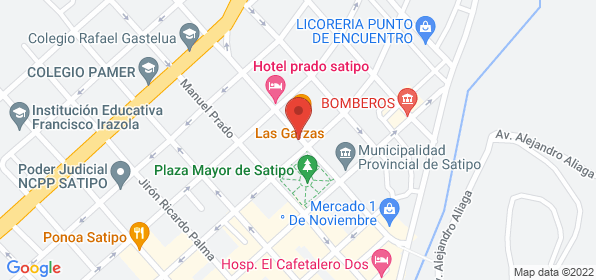 LICORERIA PUNTO
DE ENCUENTRO
Colegio Rafael Gastelua
Hotel prado satipo
COLEGIO PAMER
BOMBEROS
Institución Educativa
Francisco Irazola
Manuel Prado
Las Garzas
Av. Alejandro Aliaga
Municipalidad
Provincial de Satipo
Poder Judicial
NCPP SATIPO
Plaza Mayor de Satipo
Jirón Ricardo Palma
Mercado 1
° De Noviembre
Av. Alejandro Aliaga
Ponoa Satipo
Hosp. El Cafetalero Dos
Google
Map data ©2022